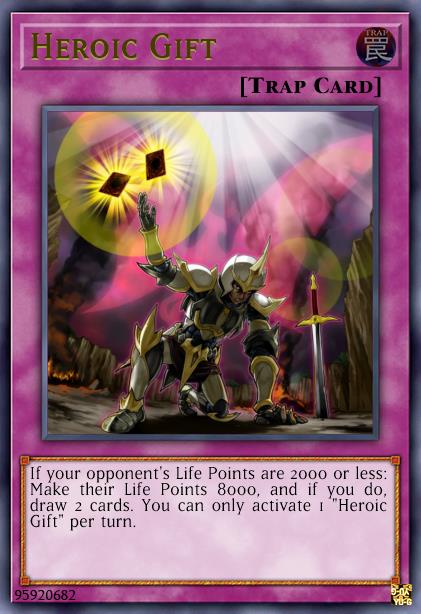 Heroic Gift
TRAP
罠
[Trap Card]
If your opponent's Life Points are 2000 or less:
Make their Life Points 8000, and if you do,
draw 2 cards. You can only activate 1 "Heroic
Gift" per turn.
95920682